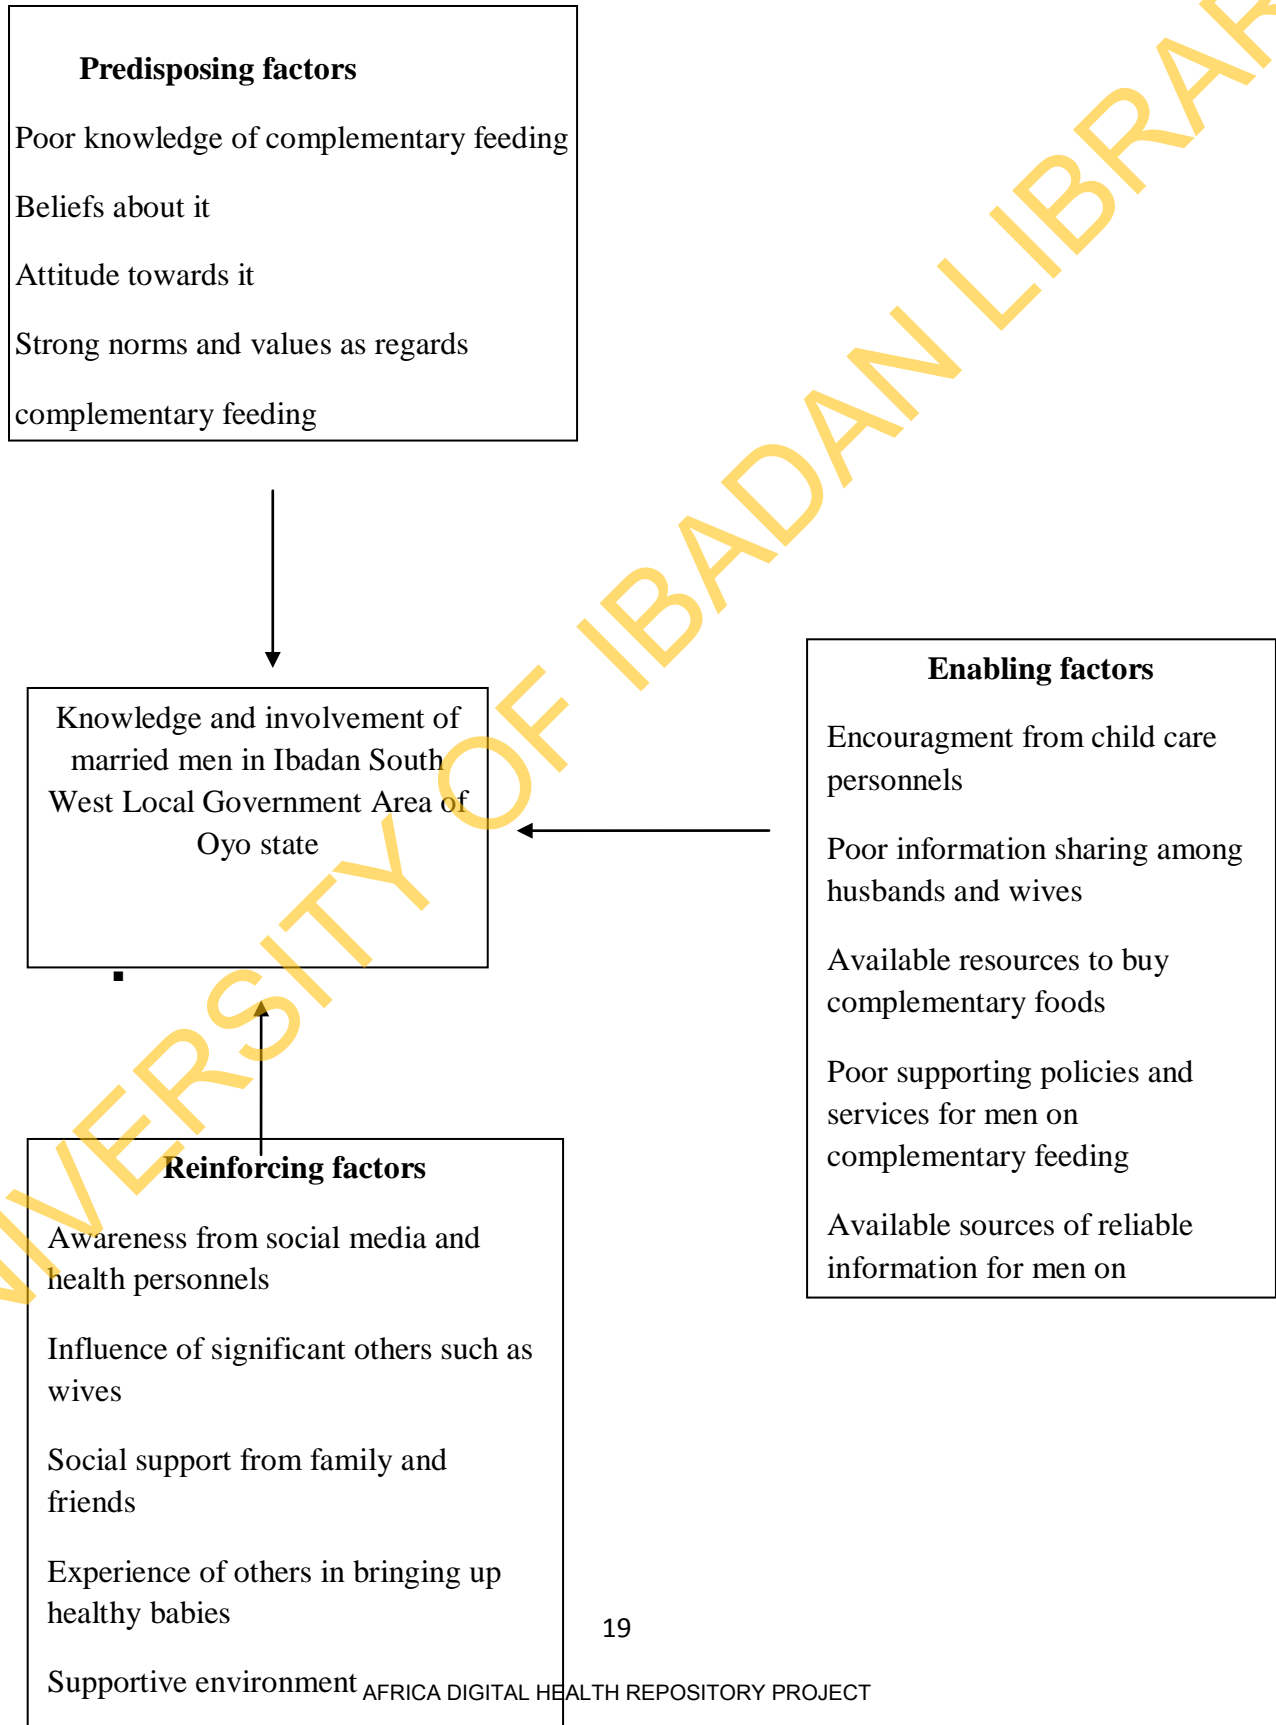 Predisposing factors
Poor knowledge of complementary feeding
Beliefs about it
Attitude towards it
Strong norms and values as regards
complementary feeding
Knowledge and involvement of
married men in Ibadan South
West Local Government Area of
Oyo state
Enabling factors
Encouragment from child care
personnels
Poor information sharing among
husbands and wives
Available resources to buy
complementary foods
Poor supporting policies and
services for men on
complementary feeding
Available sources of reliable
information for men on
Reinforcing factors
Awareness from social media and
health personnels
Influence of significant others such as
wives
Social support from family and
friends
Experience of others in bringing up
healthy babies
Supportive environment
19
AFRICA DIGITAL HEALTH REPOSITORY PROJECT
NIVERSITY OF IBADAN LIBRAR